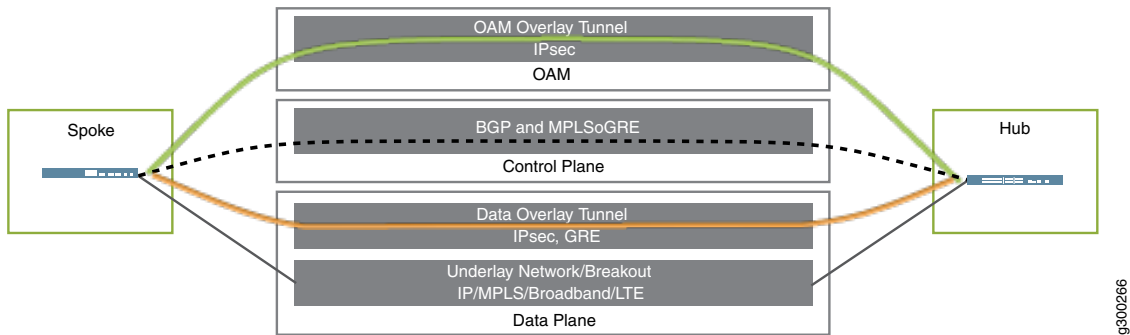 OAM Overlay Tunnel
IPsec
OAM
Spoke
BGP and MPLSoGRE
Control Plane
Hub
Data Overlay Tunnel
IPsec, GRE
Underlay Network/Breakout
IP/MPLS/Broadband/LTE
Data Plane
g300266